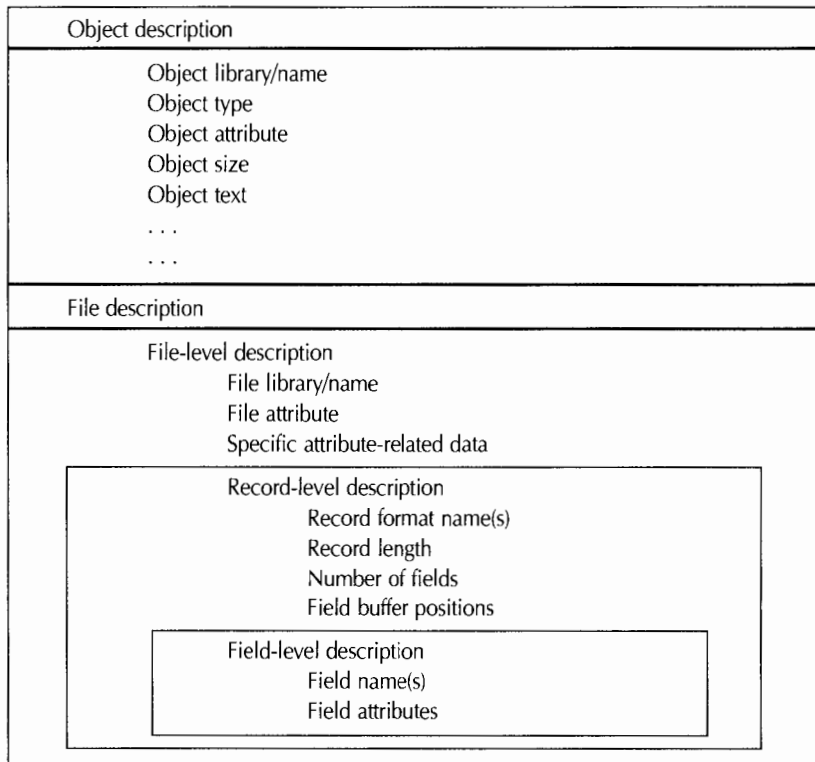 Object description
Object library/name
Object type
Object attribute
Object size
Object text
. . .
. . .
File description
File-level description
File library/name
File attribute
Specific attribute-related data
Record-level description
Record format name(s)
Record length
Number of fields
Field buffer positions
Field-level description
Field name(s)
Field attributes